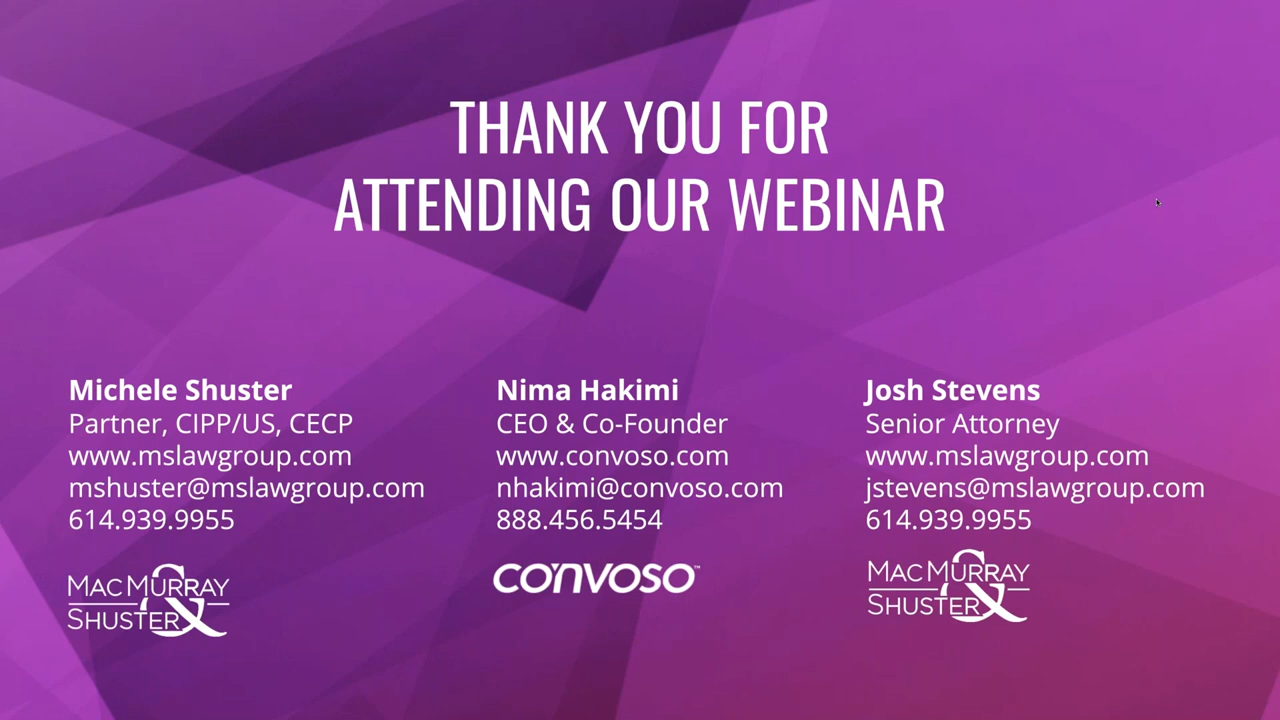 THANK YOU FOR
ATTENDING OUR WEBINAR
Michele Shuster
Partner, CIPP/US, CECP
www.mslawgroup.com
mshuster@mslawgroup.com
614.939.9955
MACMURRAY
&
SHUSTER
Nima Hakimi
CEO & Co-Founder
www.convoso.com
nhakimi@convoso.com
888.456.5454
convoso™
Josh Stevens
Senior Attorney
www.mslawgroup.com
jstevens@mslawgroup.com
614.939.9955
MACMURRAY
&
SHUSTER